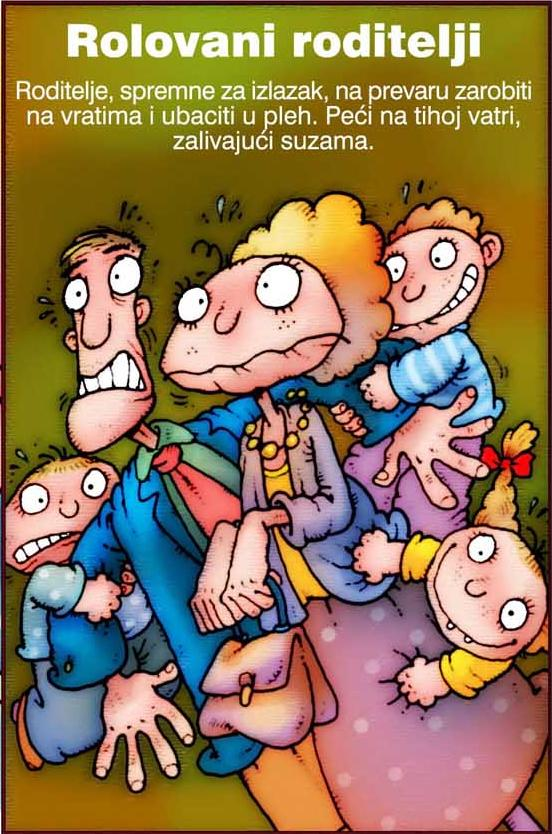 Rolovani roditelji
Roditelje, spremne za izlazak, na prevaru zarobiti
na vratima i ubaciti u pleh. Peći na tihoj vatri,
zalivajući suzama.